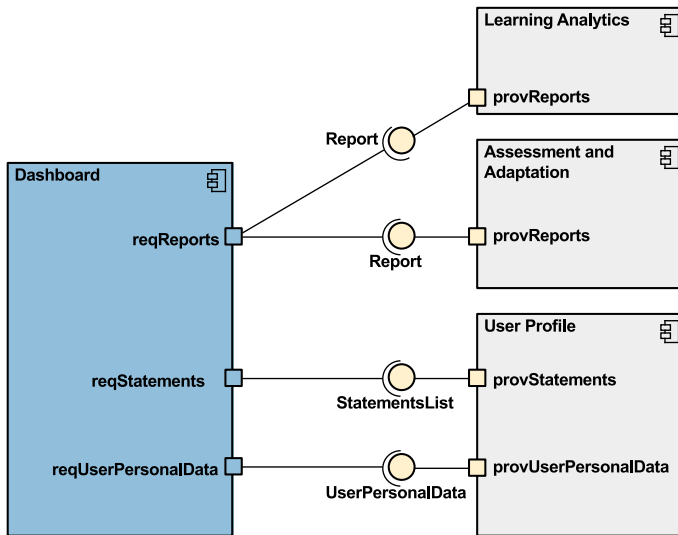 Learning Analytics
provReports
Report
Assessment and
Adaptation
Dashboard
reqReports
provReports
Report
User Profile
reqStatements
provStatements
StatementsList
reqUserPersonalData
provUserPersonalData
UserPersonalData